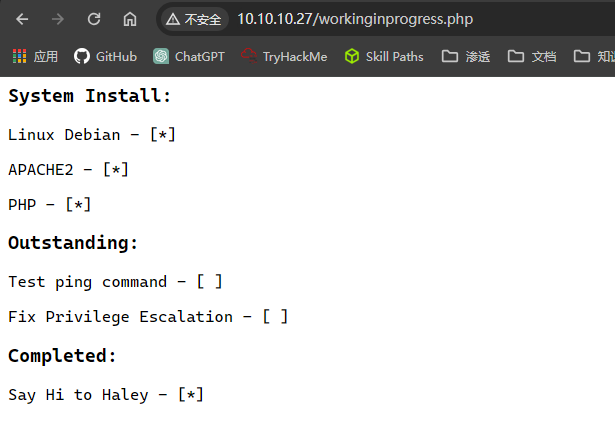 不安全 10.10.10.27/workinginprogress.php
应用 GitHub ChatGPT TryHackMe Skill Paths 渗透 文档
System Install:
Linux Debian - [*]
APACHE2 - [*]
PHP - [*]
Outstanding:
Test ping command - [ ]
Fix Privilege Escalation - [ ]
Completed:
Say Hi to Haley - [*]